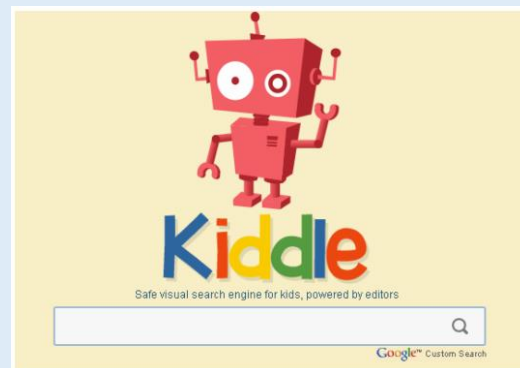 Kiddle
Safe visual search engine for kids, powered by editors
Google™ Custom Search